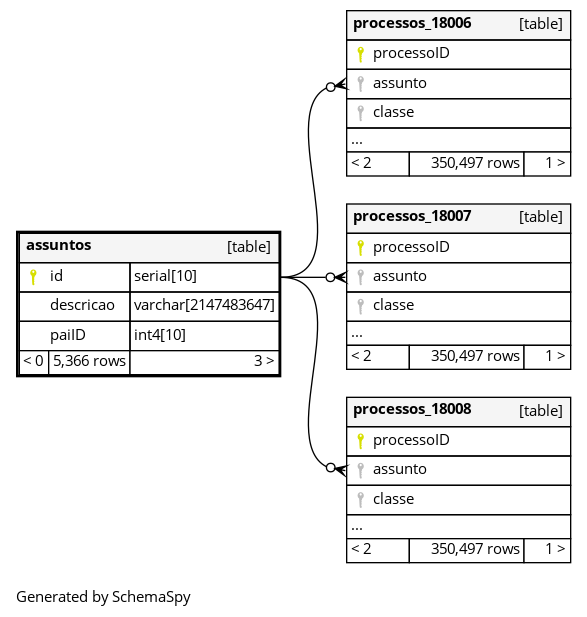 processos_18006 [table]
processoID
assunto
classe
...
< 2 350,497 rows 1 >
processos_18007 [table]
processoID
assunto
classe
...
< 2 350,497 rows 1 >
assuntos [table]
id serial[10]
descricao varchar[2147483647]
paiID int4[10]
< 0 5,366 rows 3 >
processos_18008 [table]
processoID
assunto
classe
...
< 2 350,497 rows 1 >
Generated by SchemaSpy